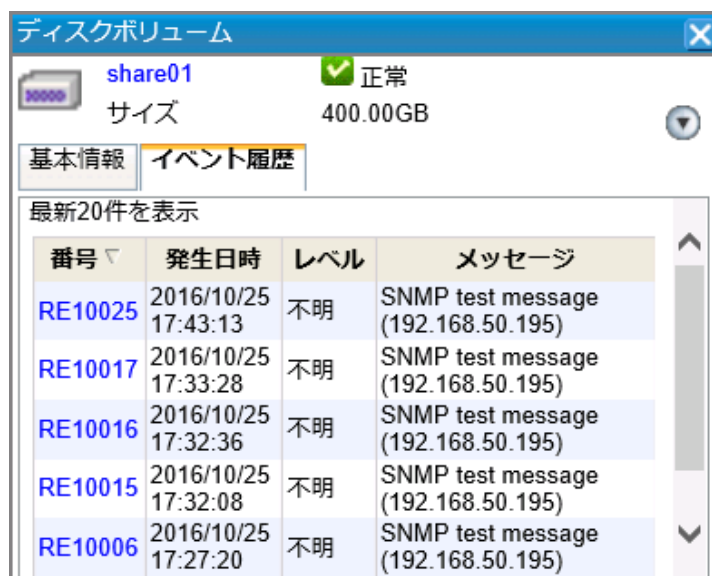 ディスクボリューム
share01 正常
サイズ 400.00GB
基本情報 イベント履歴
最新20件を表示
番号 発生日時 レベル メッセージ
RE10025 2016/10/25 17:43:13 不明 SNMP test message (192.168.50.195)
RE10017 2016/10/25 17:33:28 不明 SNMP test message (192.168.50.195)
RE10016 2016/10/25 17:32:36 不明 SNMP test message (192.168.50.195)
RE10015 2016/10/25 17:32:08 不明 SNMP test message (192.168.50.195)
RE10006 2016/10/25 17:27:20 不明 SNMP test message (192.168.50.195)